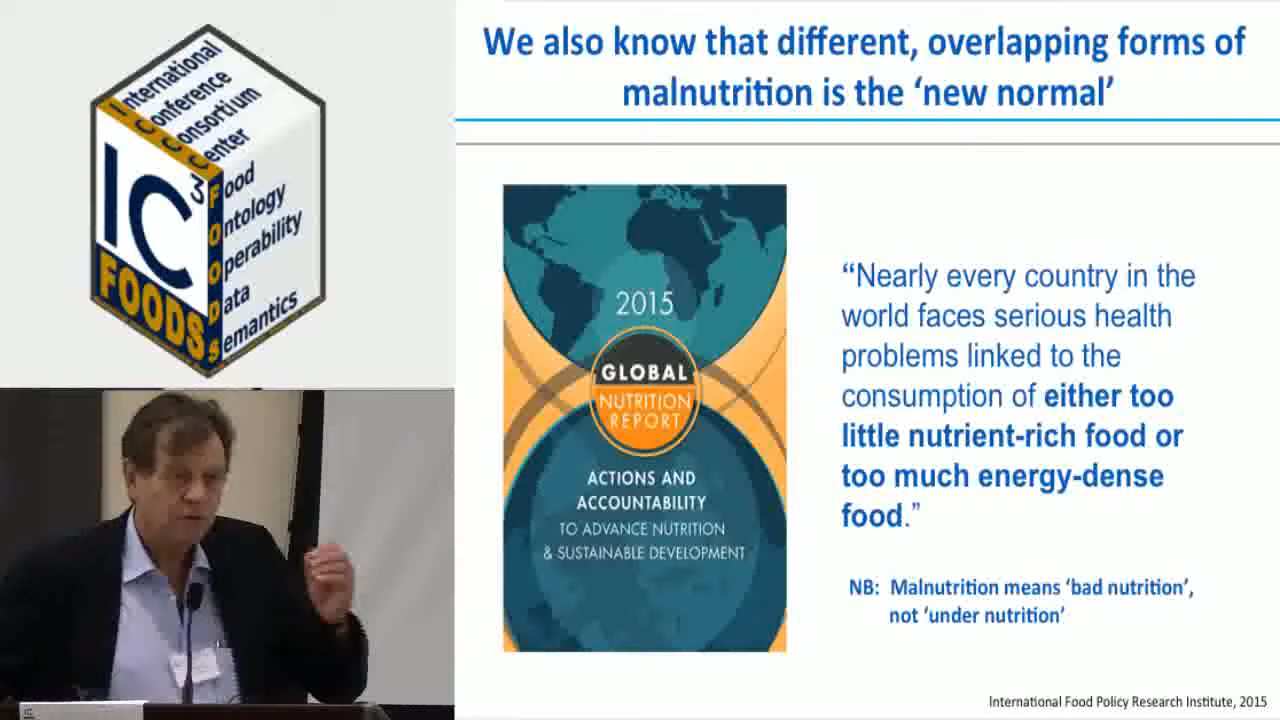 International
Conference
Consortium
Center
IC3
FOODS
Food
Ontology
Operability
Data
Semantics
We also know that different, overlapping forms of
malnutrition is the ‘new normal’
2015
GLOBAL
NUTRITION
REPORT
ACTIONS AND
ACCOUNTABILITY
TO ADVANCE NUTRITION
& SUSTAINABLE DEVELOPMENT
“Nearly every country in the
world faces serious health
problems linked to the
consumption of either too
little nutrient-rich food or
too much energy-dense
food.”
NB: Malnutrition means ‘bad nutrition’,
not ‘under nutrition’
International Food Policy Research Institute, 2015